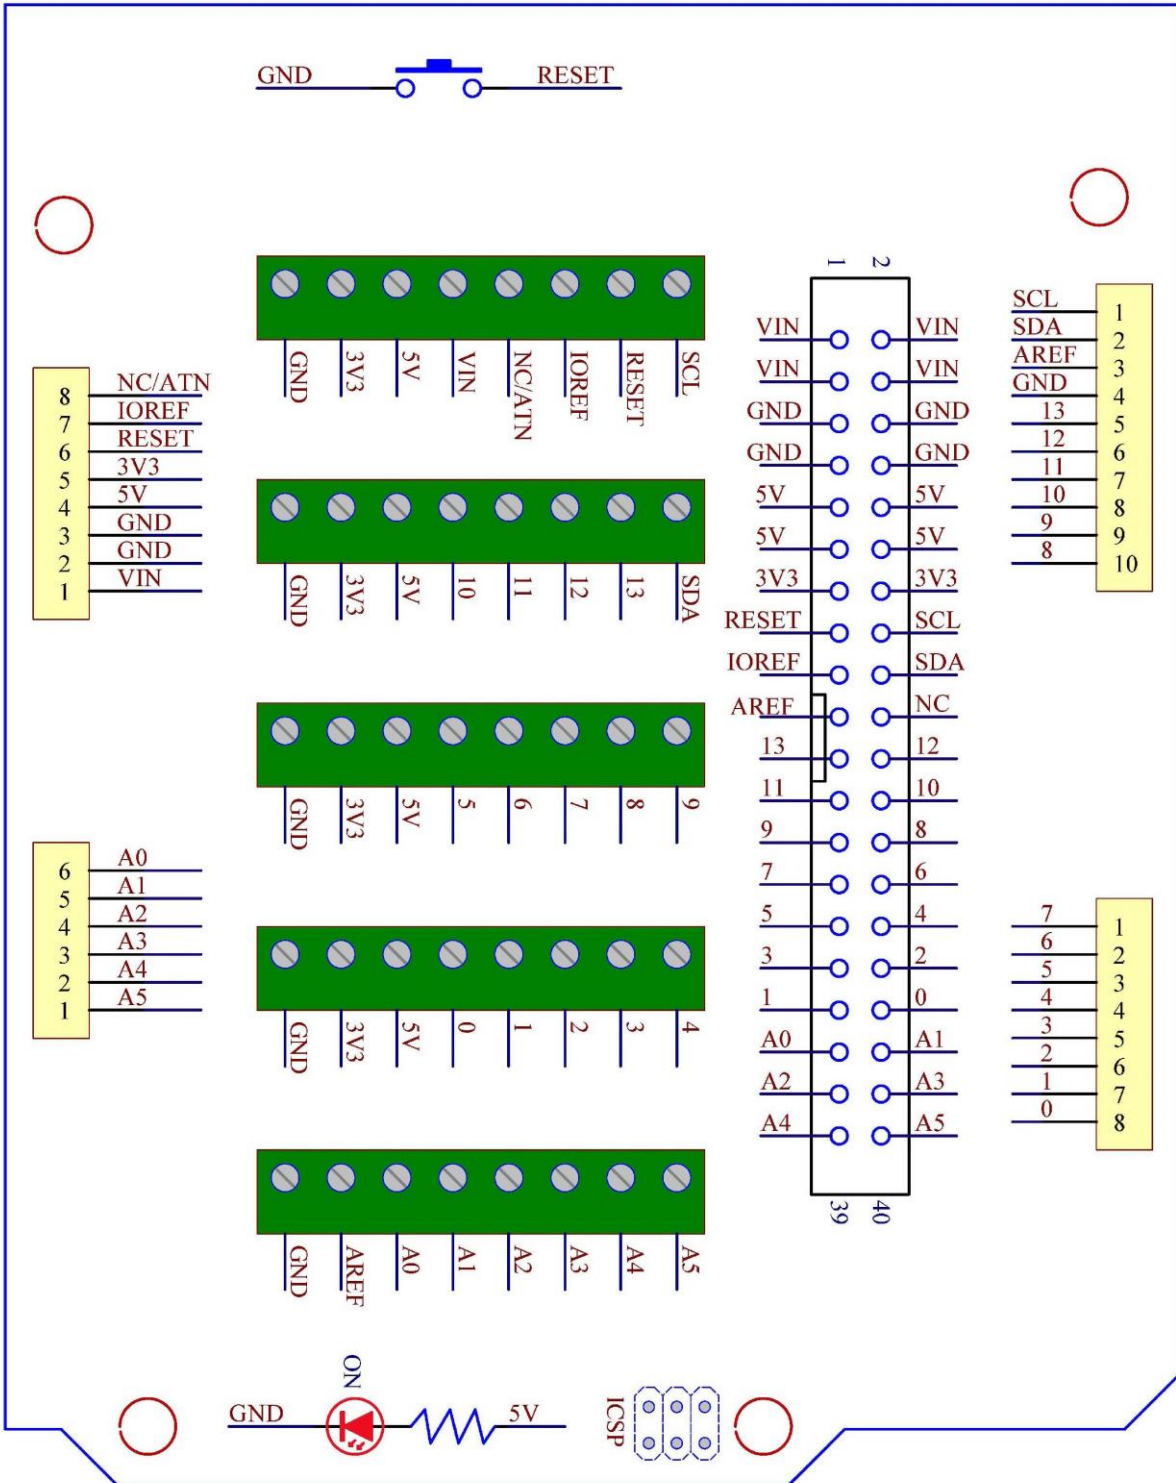 GND RESET
GND 3V3 5V VIN NC/ATN IOREF RESET SCL
GND 3V3 5V 10 11 12 13 SDA
GND 3V3 5V 5 6 7 8 9
GND 3V3 5V 0 1 2 3 4
GND AREF A0 A1 A2 A3 A4 A5
8 NC/ATN
7 IOREF
6 RESET
5 3V3
4 5V
3 GND
2 GND
1 VIN
6 A0
5 A1
4 A2
3 A3
2 A4
1 A5
1 2
VIN VIN
VIN VIN
GND GND
GND GND
5V 5V
5V 5V
3V3 3V3
RESET SCL
IOREF SDA
AREF NC
13 12
11 10
9 8
7 6
5 4
3 2
1 0
A0 A1
A2 A3
A4 A5
39 40
SCL 1
SDA 2
AREF 3
GND 4
13 5
12 6
11 7
10 8
9 9
8 10
7 1
6 2
5 3
4 4
3 5
2 6
1 7
0 8
ON
GND 5V
ICSP